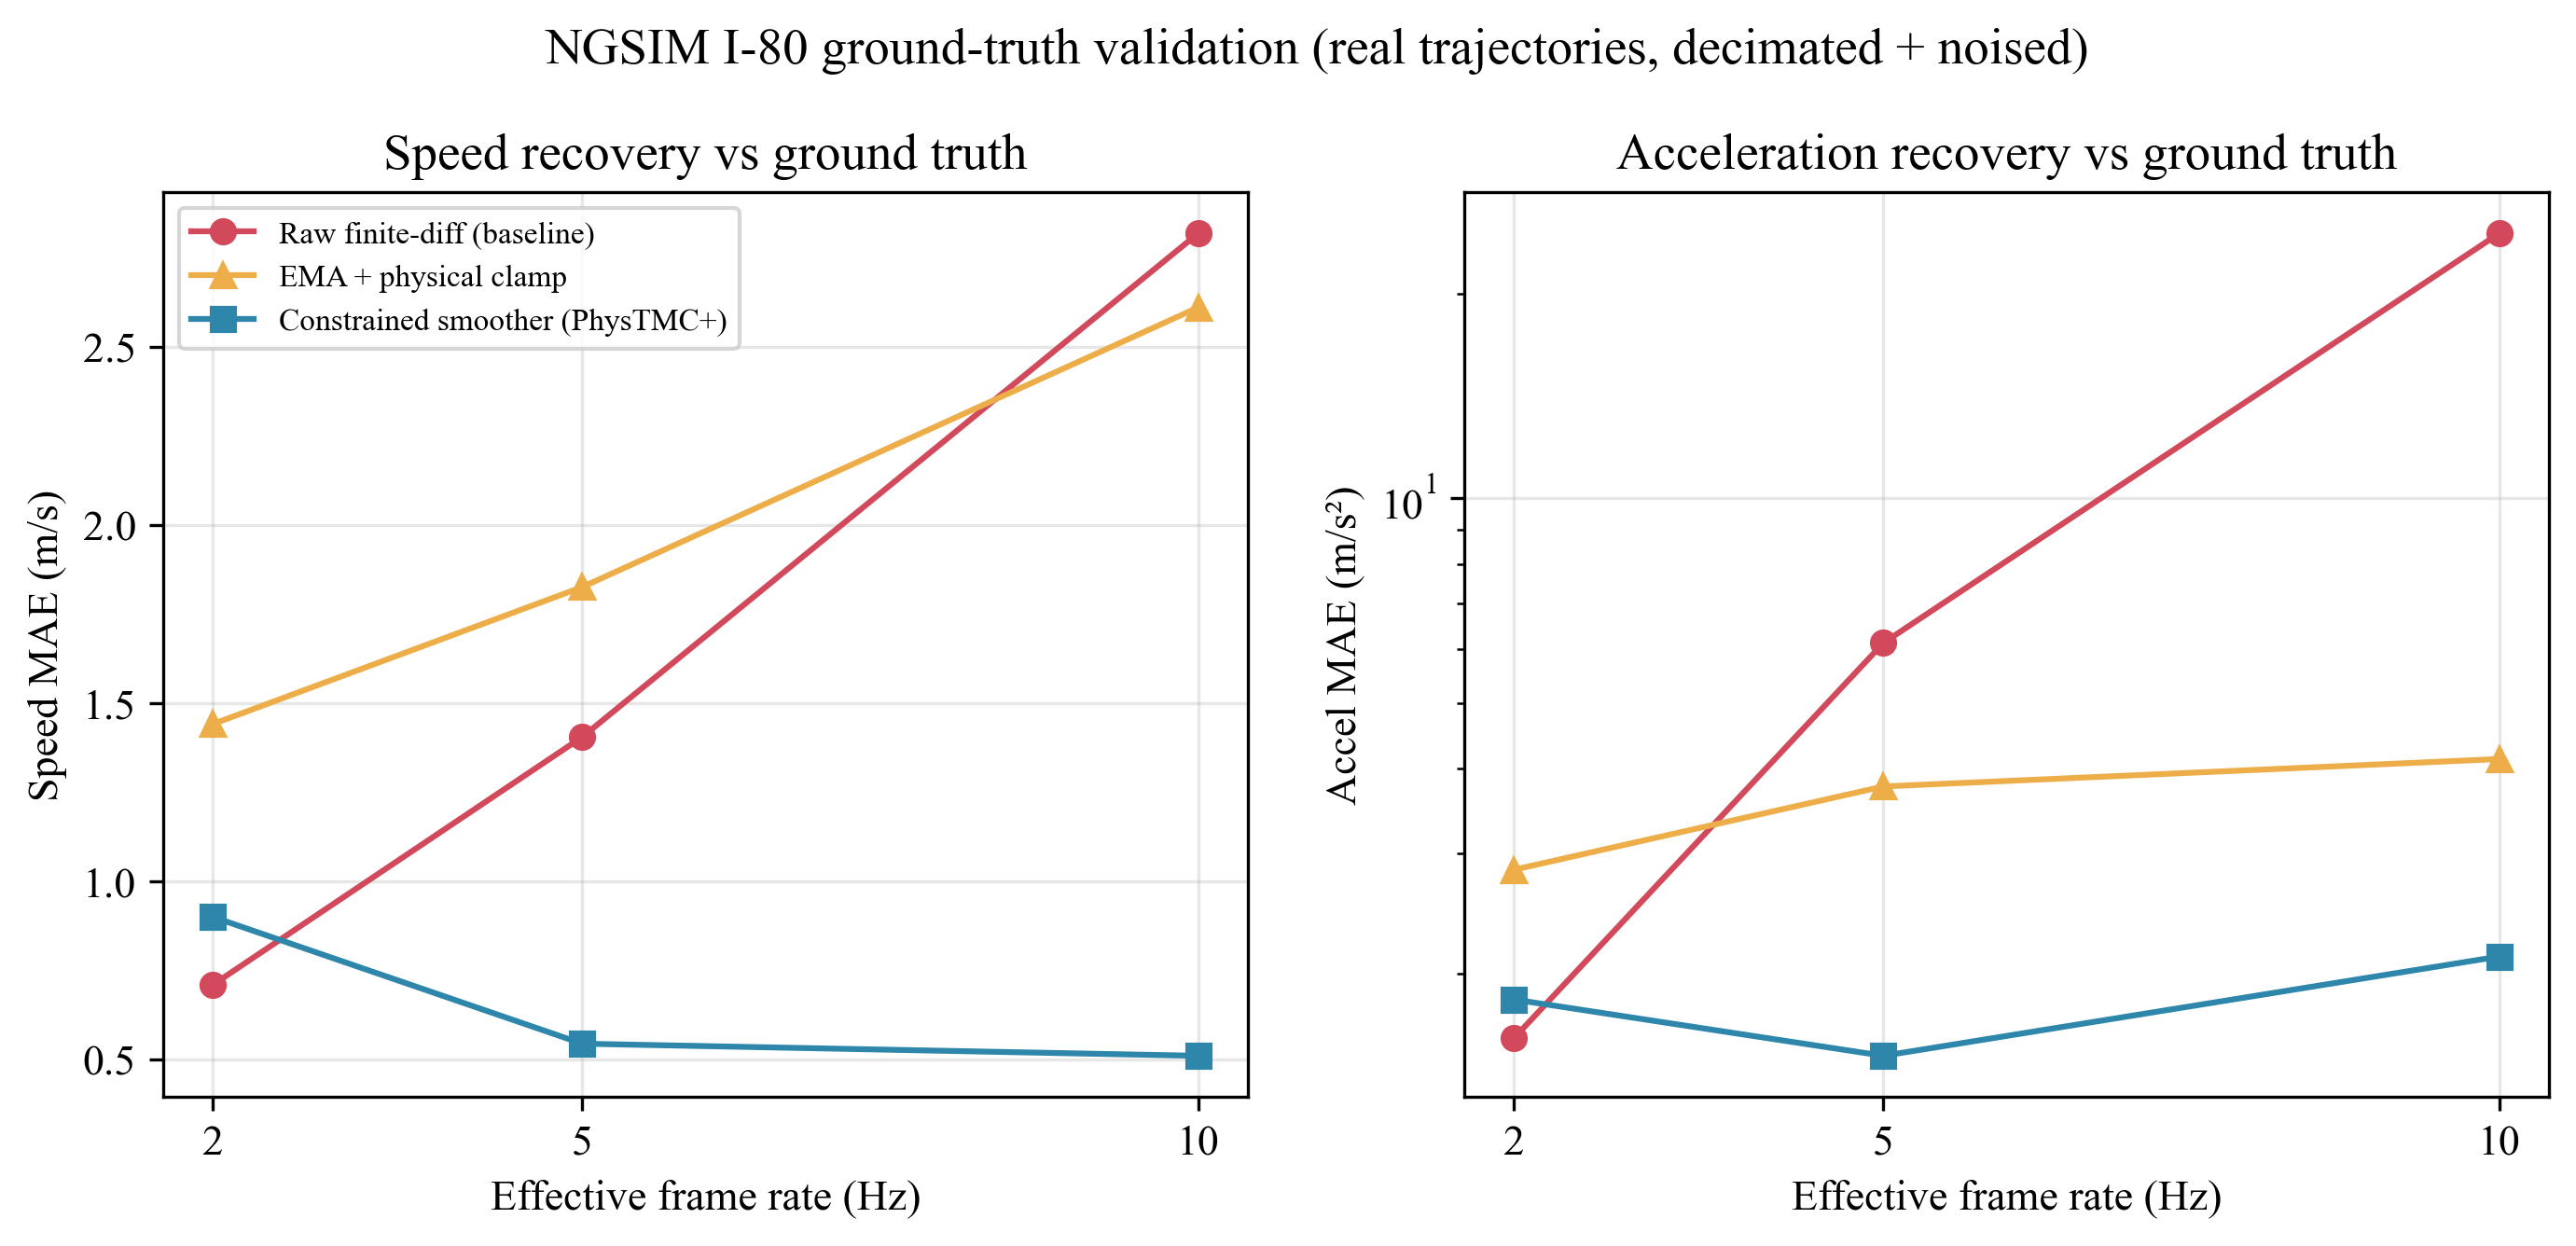 NGSIM I-80 ground-truth validation (real trajectories, decimated + noised)
Speed recovery vs ground truth
Raw finite-diff (baseline)
EMA + physical clamp
Constrained smoother (PhysTMC+)
2.5
2.0
1.5
1.0
0.5
Speed MAE (m/s)
2 5 10
Effective frame rate (Hz)
Acceleration recovery vs ground truth
10¹
Accel MAE (m/s²)
2 5 10
Effective frame rate (Hz)